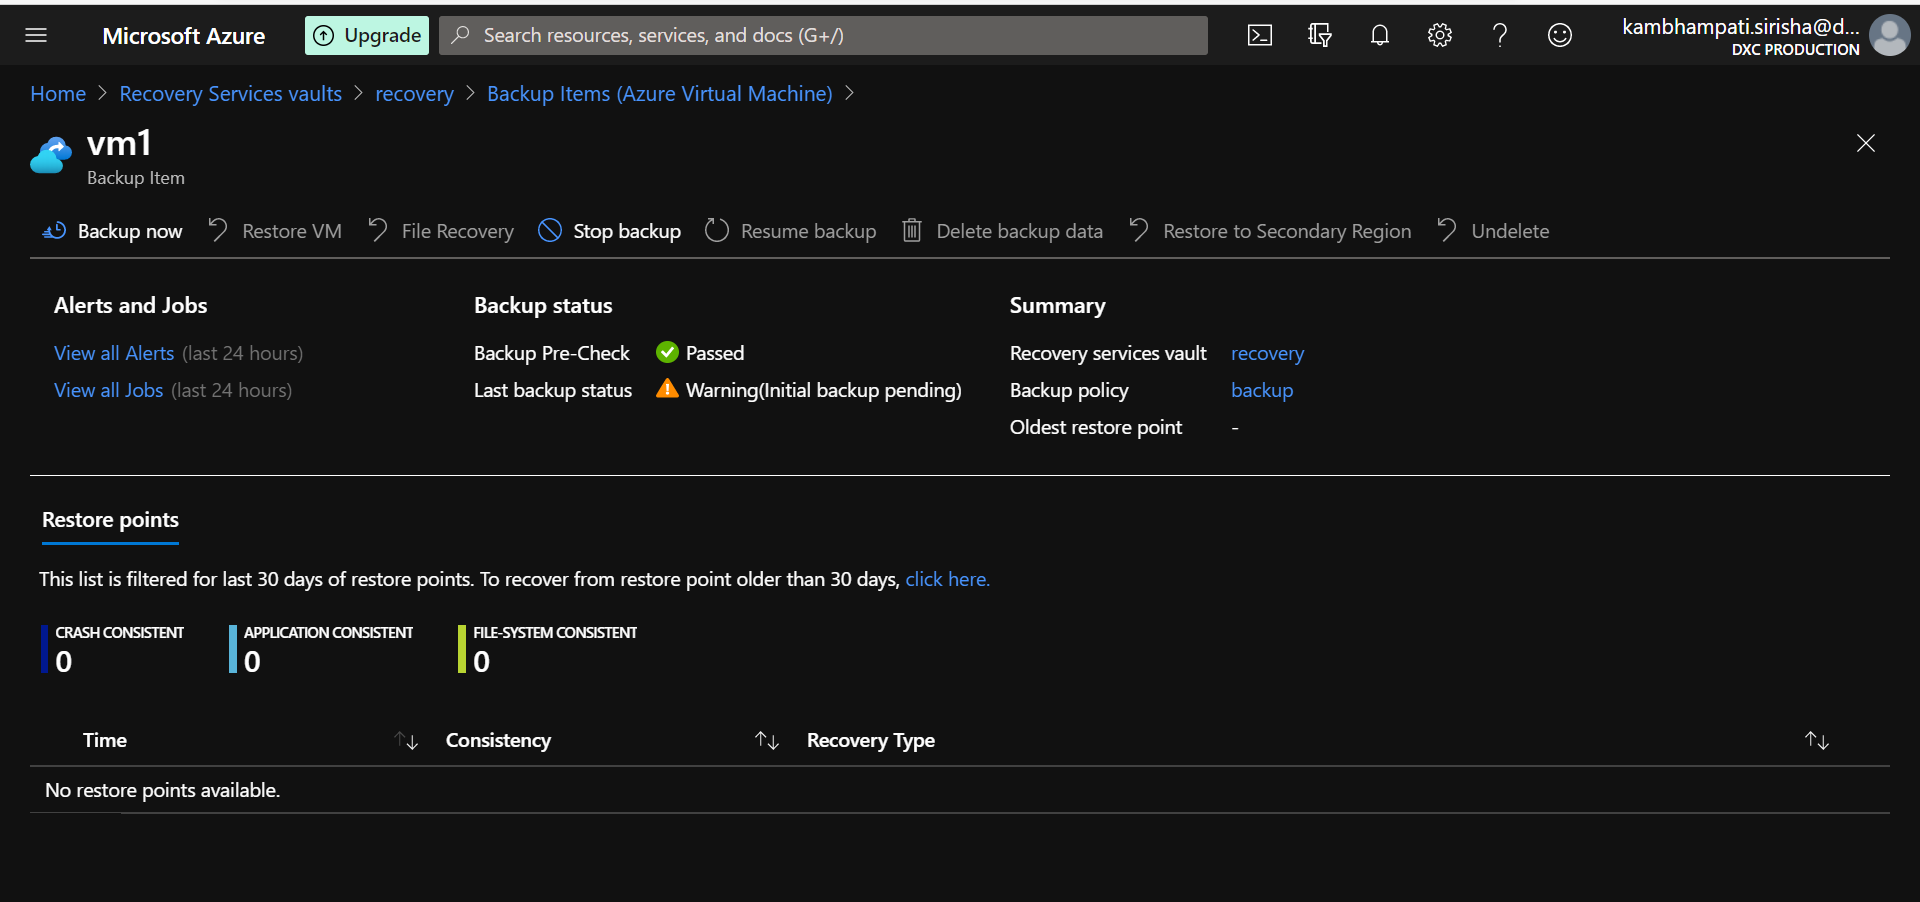 Microsoft Azure
Upgrade
Search resources, services, and docs (G+/)
kambhampati.sirisha@d...
DXC PRODUCTION
Home > Recovery Services vaults > recovery > Backup Items (Azure Virtual Machine) >
vm1
Backup Item
Backup now Restore VM File Recovery Stop backup Resume backup Delete backup data Restore to Secondary Region Undelete
Alerts and Jobs
View all Alerts (last 24 hours)
View all Jobs (last 24 hours)
Backup status
Backup Pre-Check Passed
Last backup status Warning(Initial backup pending)
Summary
Recovery services vault recovery
Backup policy backup
Oldest restore point -
Restore points
This list is filtered for last 30 days of restore points. To recover from restore point older than 30 days, click here.
CRASH CONSISTENT
0
APPLICATION CONSISTENT
0
FILE-SYSTEM CONSISTENT
0
Time Consistency Recovery Type
No restore points available.